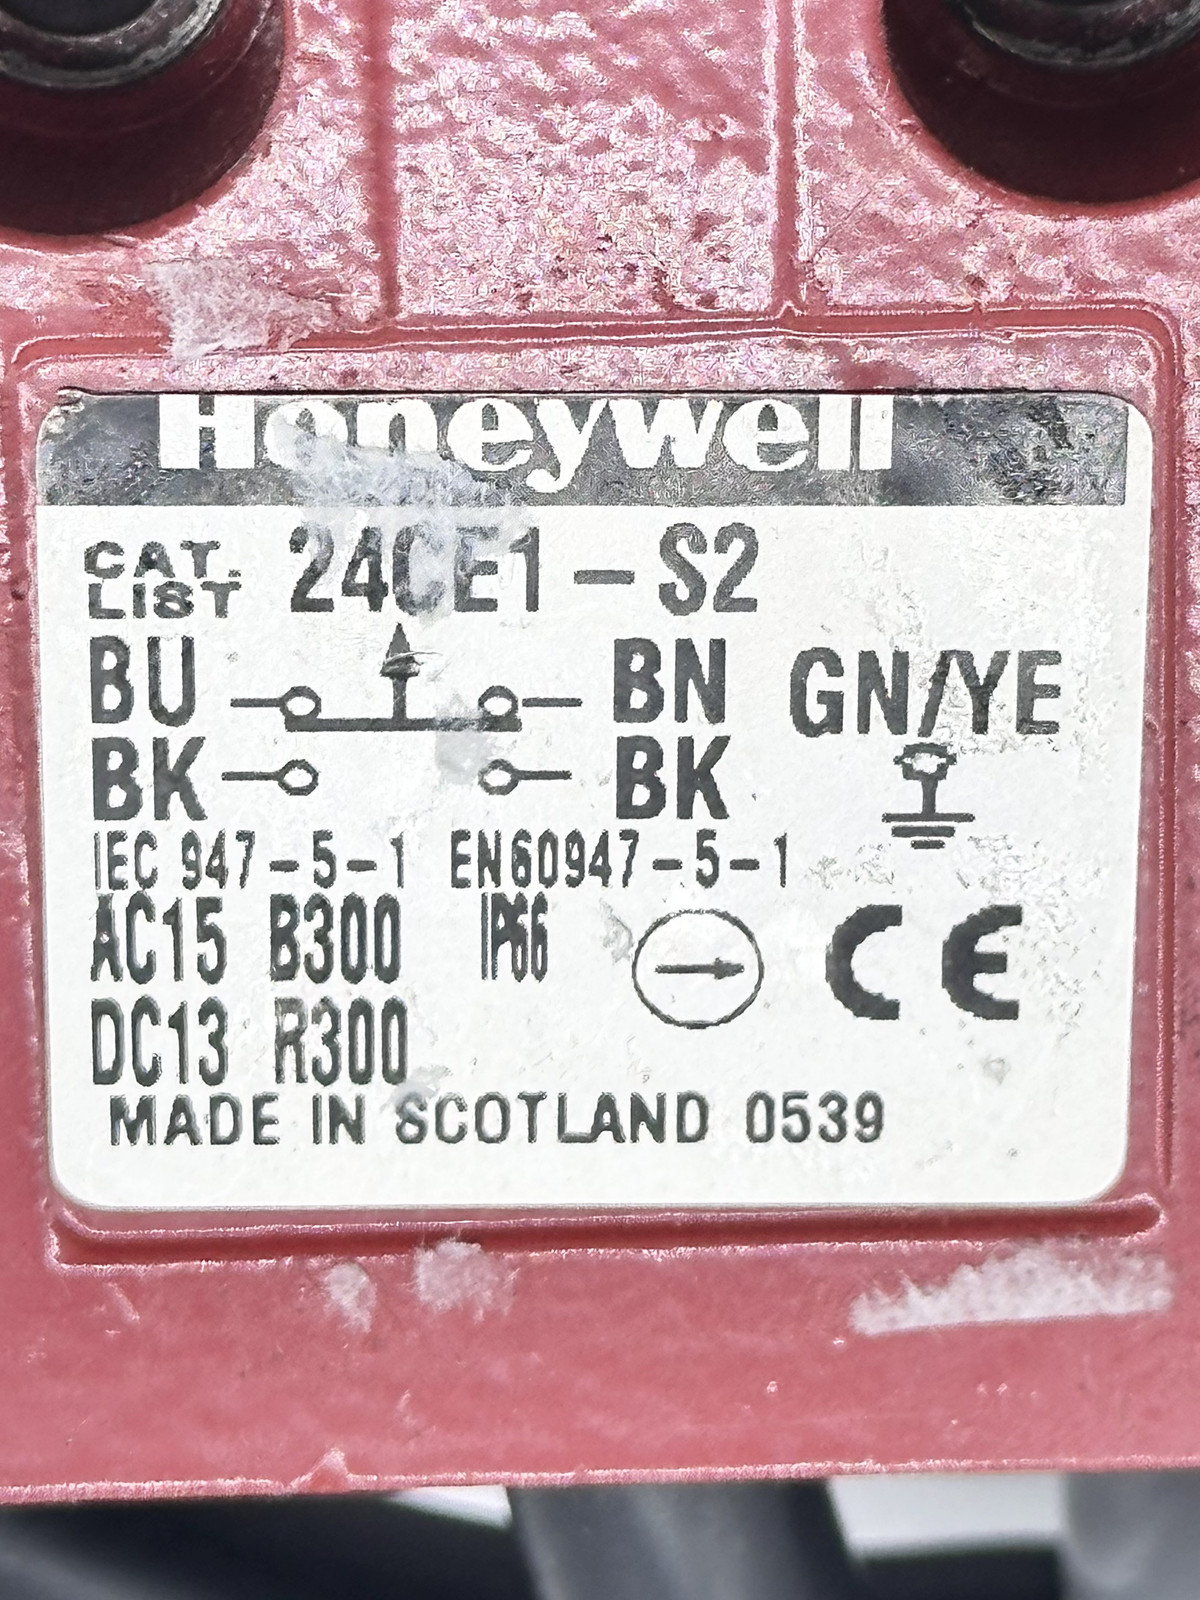 Honeywell
CAT. LIST 24CE1-S2
BU BN GN/YE
BK BK
IEC 947-5-1 EN60947-5-1
AC15 B300 IP66 CE
DC13 R300
MADE IN SCOTLAND 0539